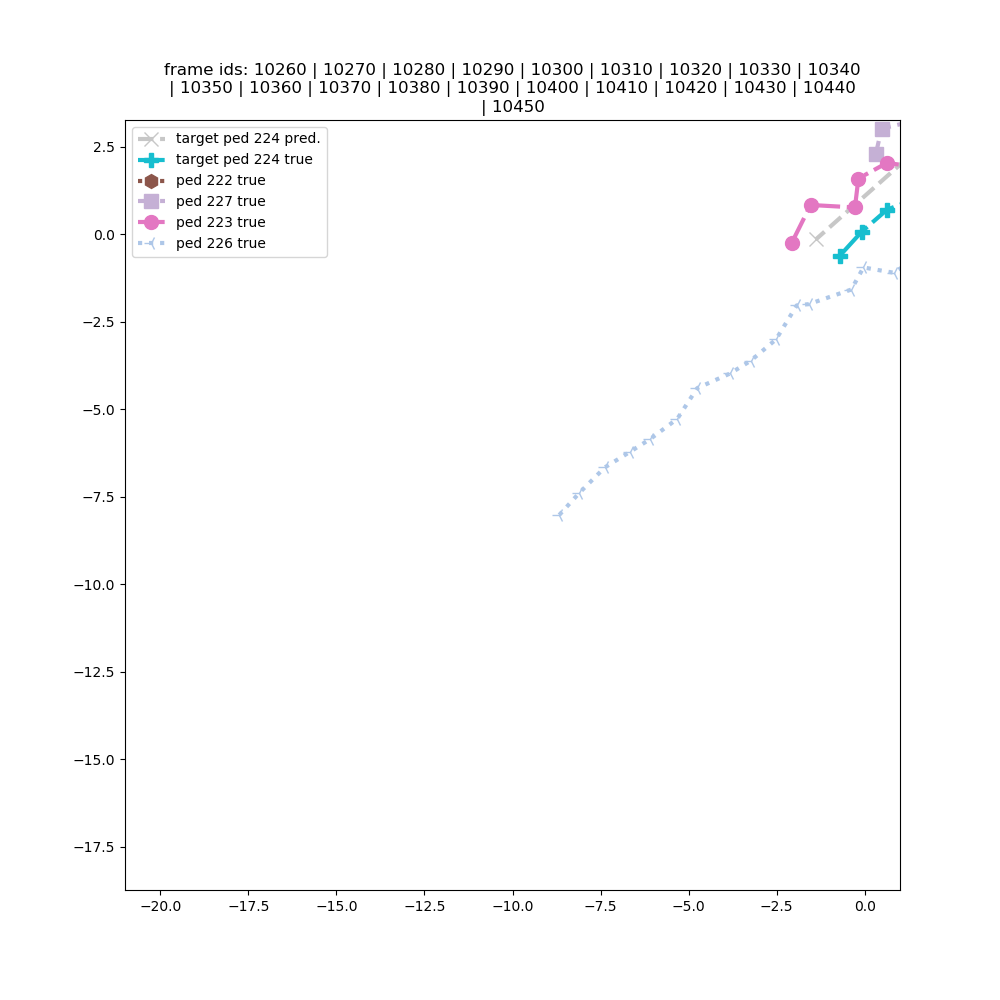 frame ids: 10260 | 10270 | 10280 | 10290 | 10300 | 10310 | 10320 | 10330 | 10340
| 10350 | 10360 | 10370 | 10380 | 10390 | 10400 | 10410 | 10420 | 10430 | 10440
| 10450
target ped 224 pred.
target ped 224 true
ped 222 true
ped 227 true
ped 223 true
ped 226 true
2.5
0.0
−2.5
−5.0
−7.5
−10.0
−12.5
−15.0
−17.5
−20.0 −17.5 −15.0 −12.5 −10.0 −7.5 −5.0 −2.5 0.0